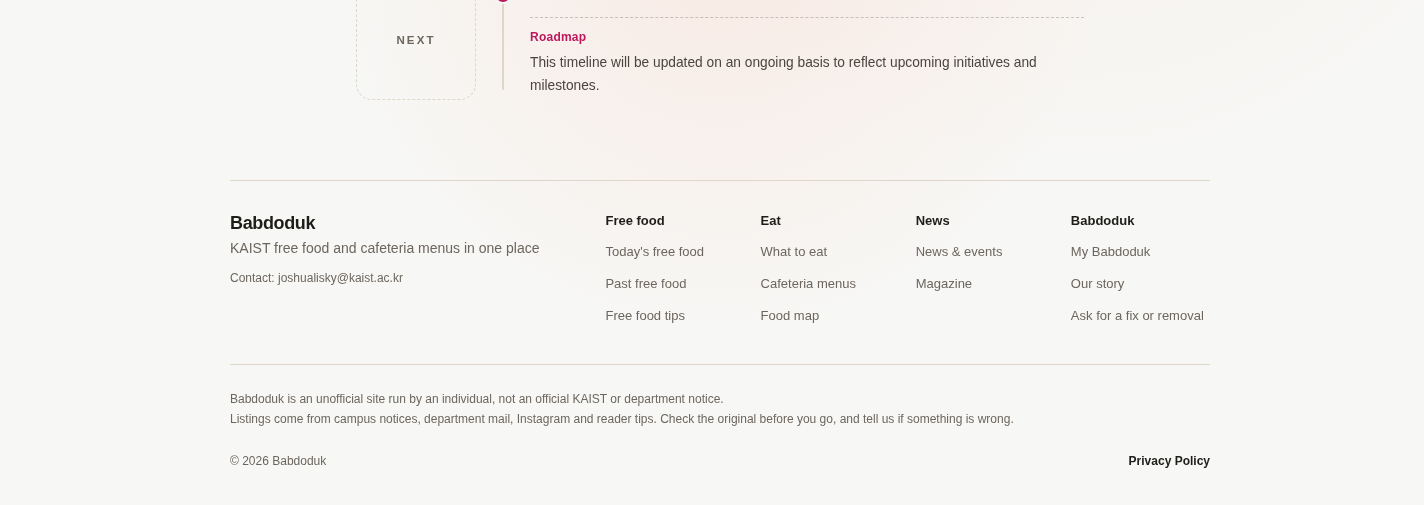 NEXT
Roadmap
This timeline will be updated on an ongoing basis to reflect upcoming initiatives and
milestones.
Babdoduk
KAIST free food and cafeteria menus in one place
Contact: joshualisky@kaist.ac.kr
Free food
Today's free food
Past free food
Free food tips
Eat
What to eat
Cafeteria menus
Food map
News
News & events
Magazine
Babdoduk
My Babdoduk
Our story
Ask for a fix or removal
Babdoduk is an unofficial site run by an individual, not an official KAIST or department notice.
Listings come from campus notices, department mail, Instagram and reader tips. Check the original before you go, and tell us if something is wrong.
© 2026 Babdoduk
Privacy Policy